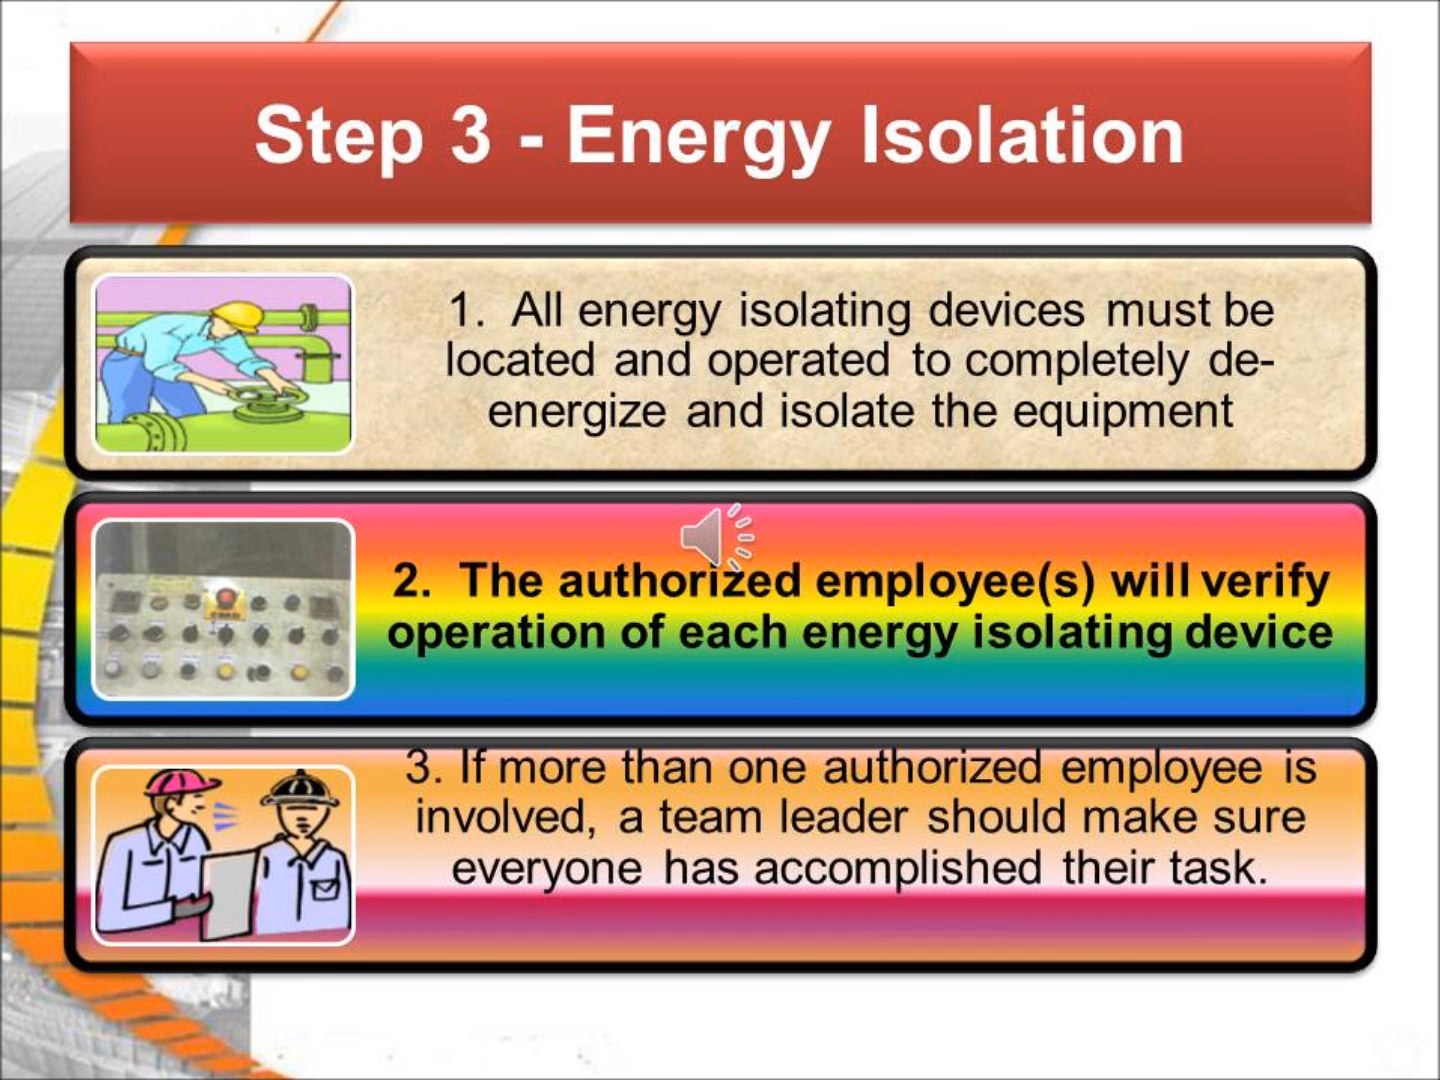 Step 3 - Energy Isolation
1. All energy isolating devices must be
located and operated to completely de-
energize and isolate the equipment
2. The authorized employee(s) will verify
operation of each energy isolating device
3. If more than one authorized employee is
involved, a team leader should make sure
everyone has accomplished their task.